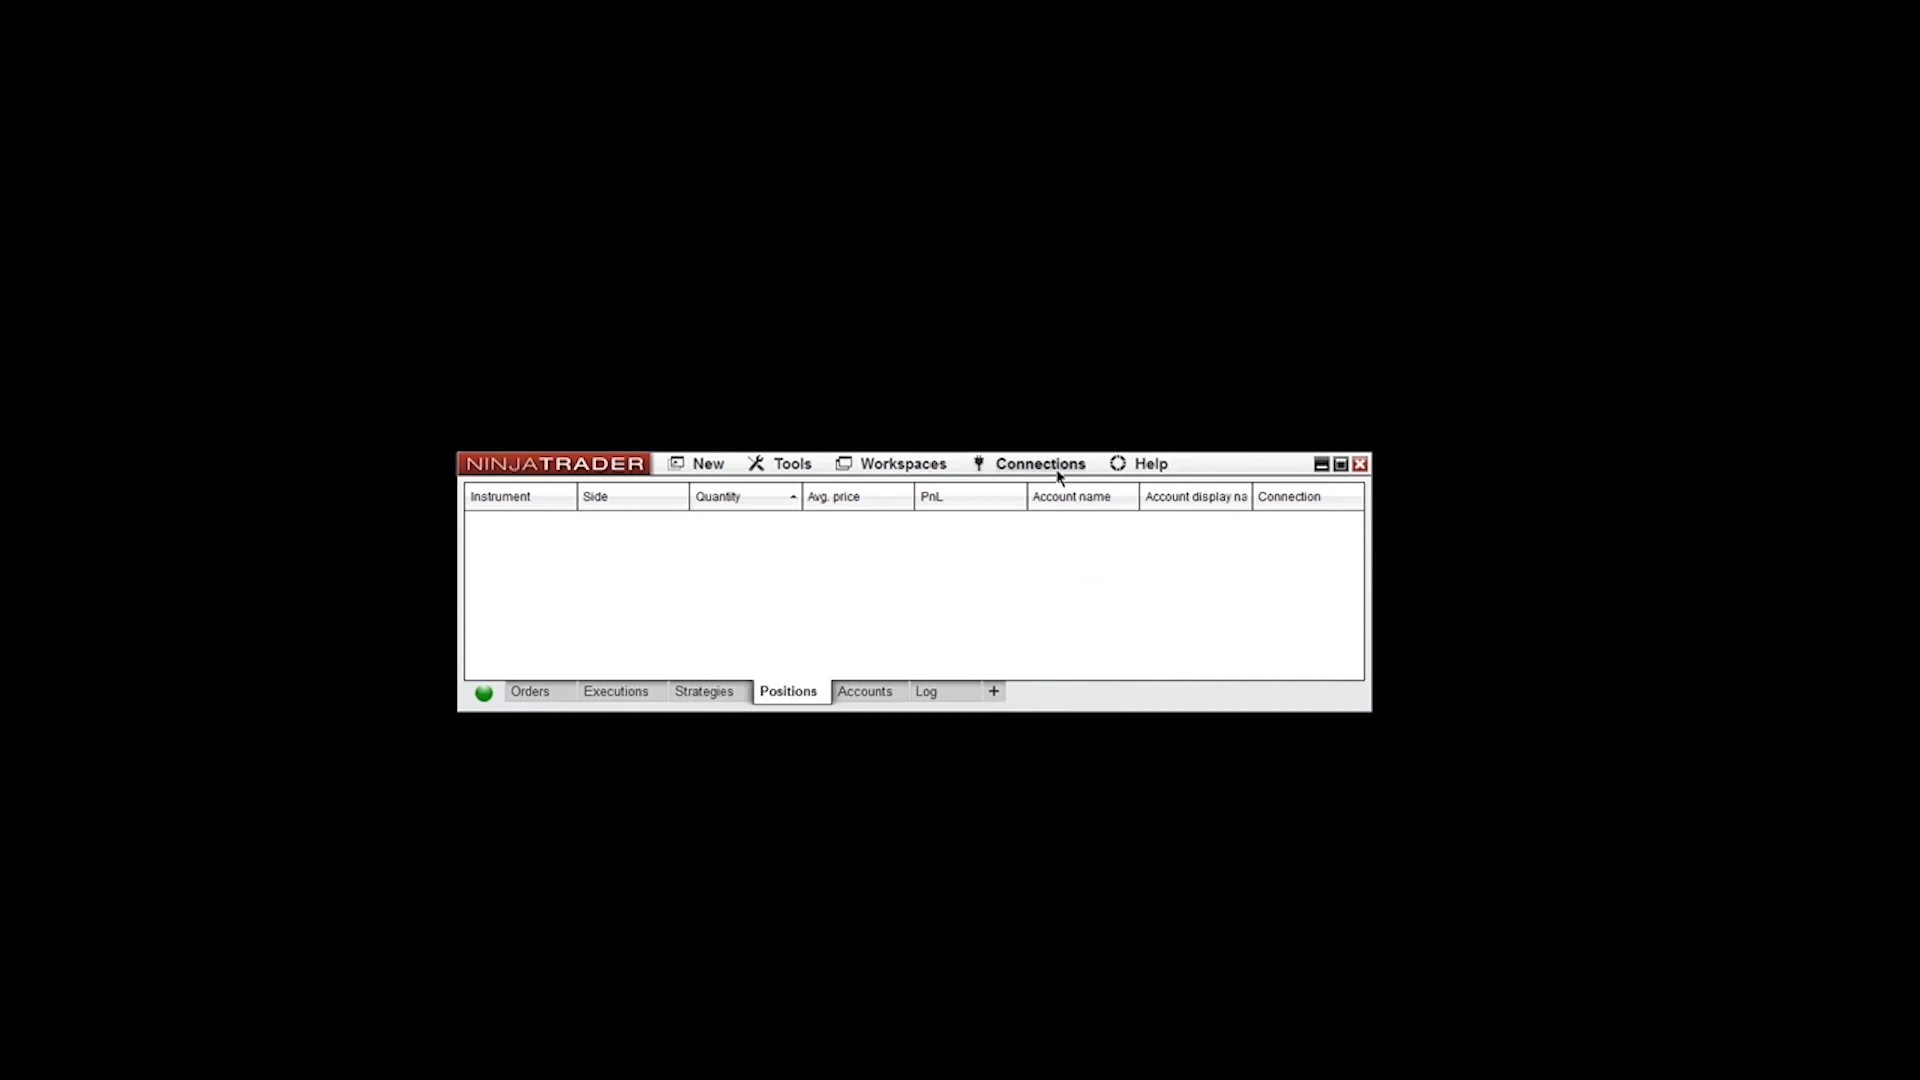 NINJATRADER New Tools Workspaces Connections Help
Instrument Side Quantity Avg. price PnL Account name Account display na Connection
Orders Executions Strategies Positions Accounts Log +